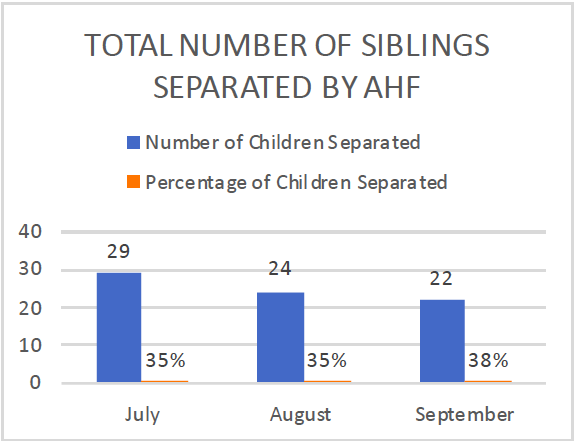 TOTAL NUMBER OF SIBLINGS
SEPARATED BY AHF
Number of Children Separated
Percentage of Children Separated
40
30
20
10
0
29
24
22
35%
35%
38%
July August September